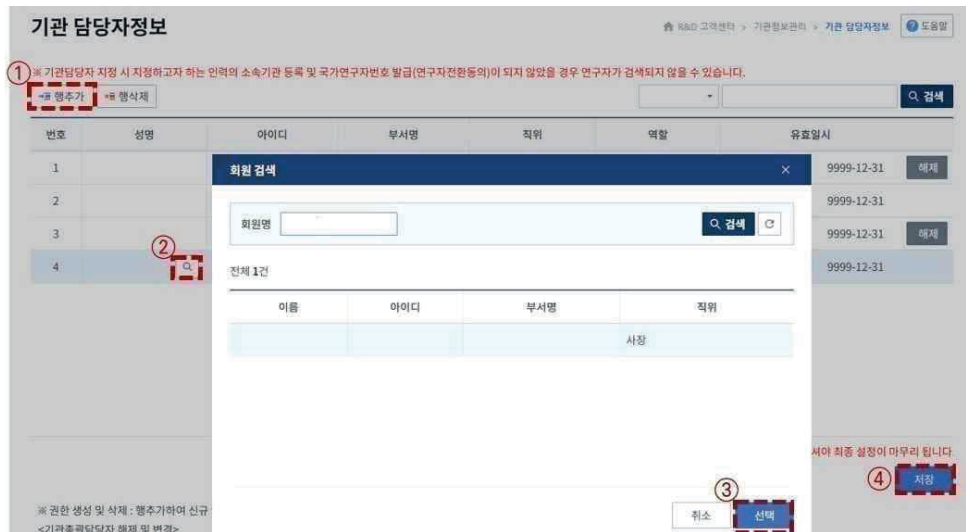 기관 담당자정보
R&D 고객센터 > 기관정보관리 > 기관 담당자정보
도움말
① ※ 기관담당자 지정 시 지정하고자 하는 인력의 소속기관 등록 및 국가연구자번호 발급(연구자전환동의)이 되지 않았을 경우 연구자가 검색되지 않을 수 있습니다.
행추가 행삭제 검색
번호 성명 아이디 부서명 직위 역할 유효일시
1 9999-12-31 해제
2 9999-12-31
3 9999-12-31 해제
② 4 9999-12-31
회원 검색 ×
회원명 검색
전체 1건
이름 아이디 부서명 직위
사장
셔야 최종 설정이 마무리 됩니다
④ 저장
③ 취소 선택
※ 권한 생성 및 삭제 : 행추가하여 신규
<기관총괄담당자 해제 및 변경>